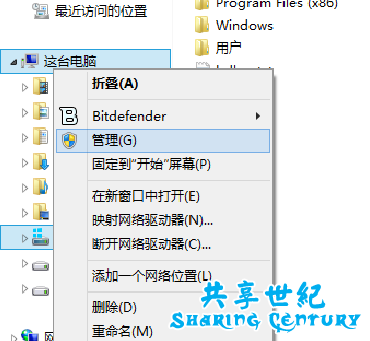 最近访问的位置
Program Files (x86)
Windows
用户
这台电脑
折叠(A)
Bitdefender
管理(G)
固定到"开始"屏幕(P)
在新窗口中打开(E)
映射网络驱动器(N)...
断开网络驱动器(C)...
添加一个网络位置(L)
删除(D)
重命名(M)
共享世纪
Sharing Century